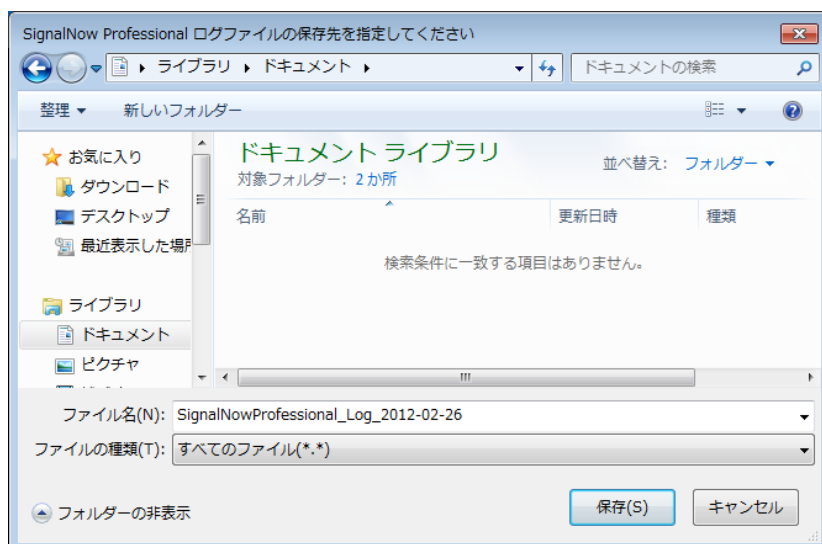 SignalNow Professional ログファイルの保存先を指定してください
ライブラリ ドキュメント ドキュメントの検索
整理 新しいフォルダー
お気に入り
ダウンロード
デスクトップ
最近表示した場所
ライブラリ
ドキュメント
ピクチャ
ドキュメント ライブラリ
対象フォルダー: 2 か所
並べ替え: フォルダー
名前 更新日時 種類
検索条件に一致する項目はありません。
ファイル名(N): SignalNowProfessional_Log_2012-02-26
ファイルの種類(T): すべてのファイル(*.*)
フォルダーの非表示 保存(S) キャンセル